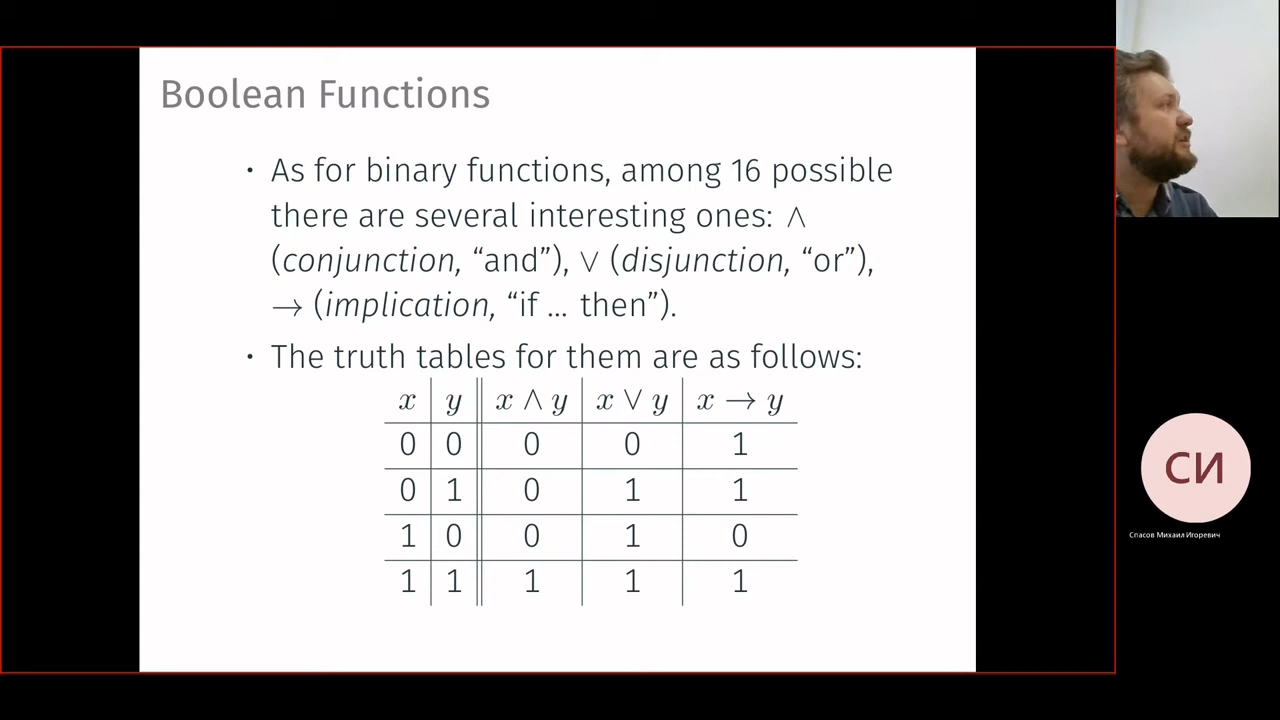 Boolean Functions
• As for binary functions, among 16 possible
there are several interesting ones: ∧
(conjunction, “and”), ∨ (disjunction, “or”),
→ (implication, “if … then”).
• The truth tables for them are as follows:
x y x ∧ y x ∨ y x → y
0 0 0 0 1
0 1 0 1 1
1 0 0 1 0
1 1 1 1 1
СИ
Спасов Михаил Игоревич